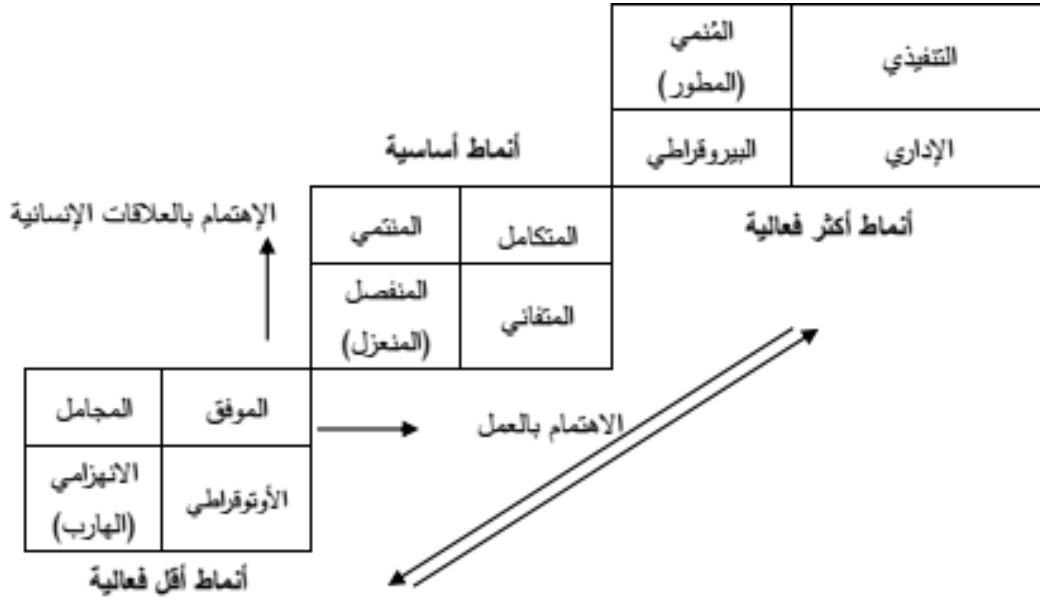 المُنمي
(المطور)
التنفيذي
البيروقراطي
الإداري
أنماط أكثر فعالية
أنماط أساسية
المنتمي
المتكامل
المنفصل
(المنعزل)
المتفاني
الإهتمام بالعلاقات الإنسانية
الاهتمام بالعمل
المجامل
الموفق
الانهزامي
(الهارب)
الأوتوقراطي
أنماط أقل فعالية